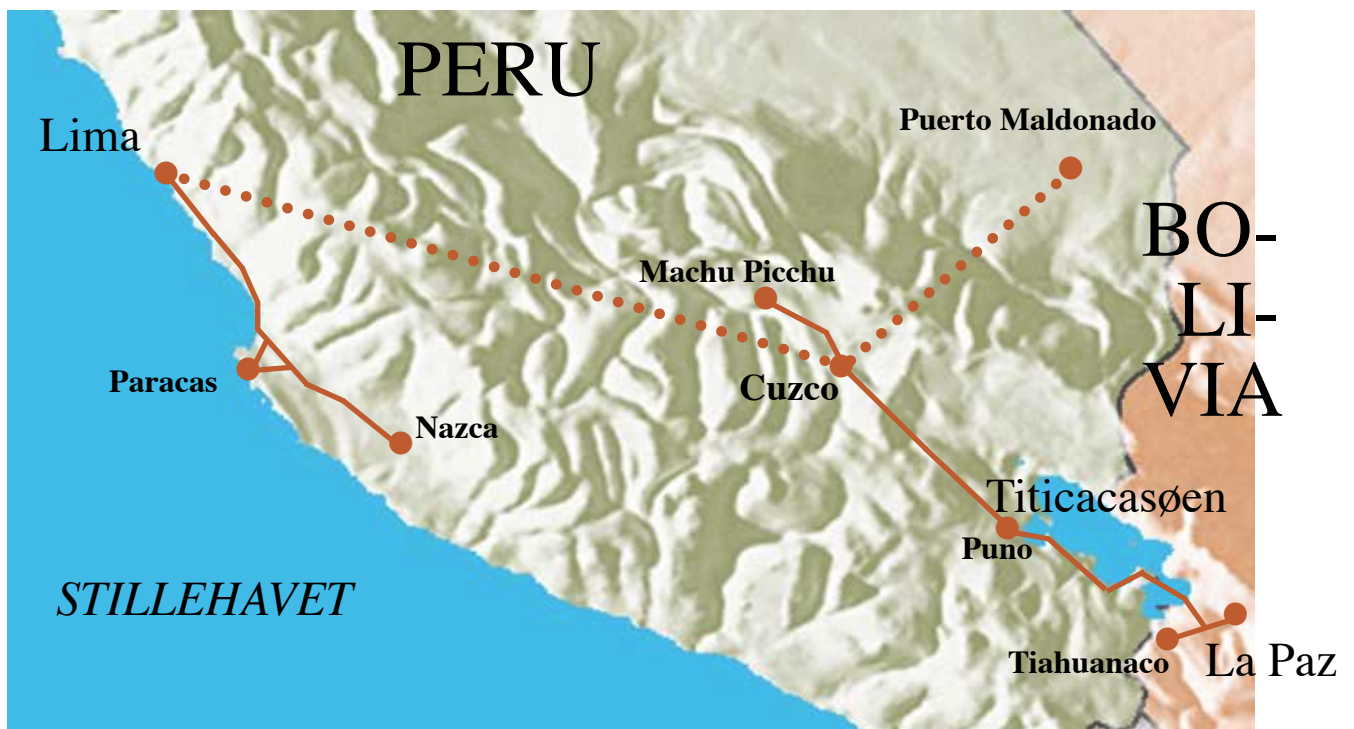 PERU
Puerto Maldonado
Lima
BO-
LI-
VIA
Machu Picchu
Cuzco
Paracas
Nazca
Titicacasøen
Puno
STILLEHAVET
Tiahuanaco
La Paz